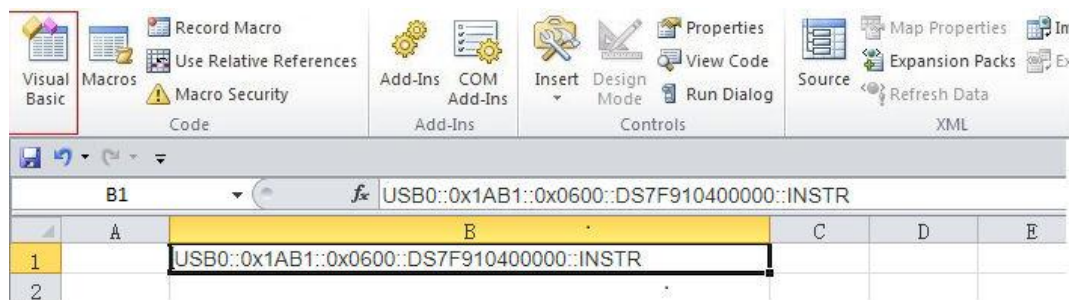 Record Macro
Properties
Map Properties
Use Relative References
View Code
Expansion Packs
Visual Basic
Macros
Macro Security
Add-Ins
COM Add-Ins
Insert
Design Mode
Run Dialog
Source
Refresh Data
Code
Add-Ins
Controls
XML
B1
fx
USB0::0x1AB1::0x0600::DS7F910400000::INSTR
A
B
C
D
E
1
USB0::0x1AB1::0x0600::DS7F910400000::INSTR
2